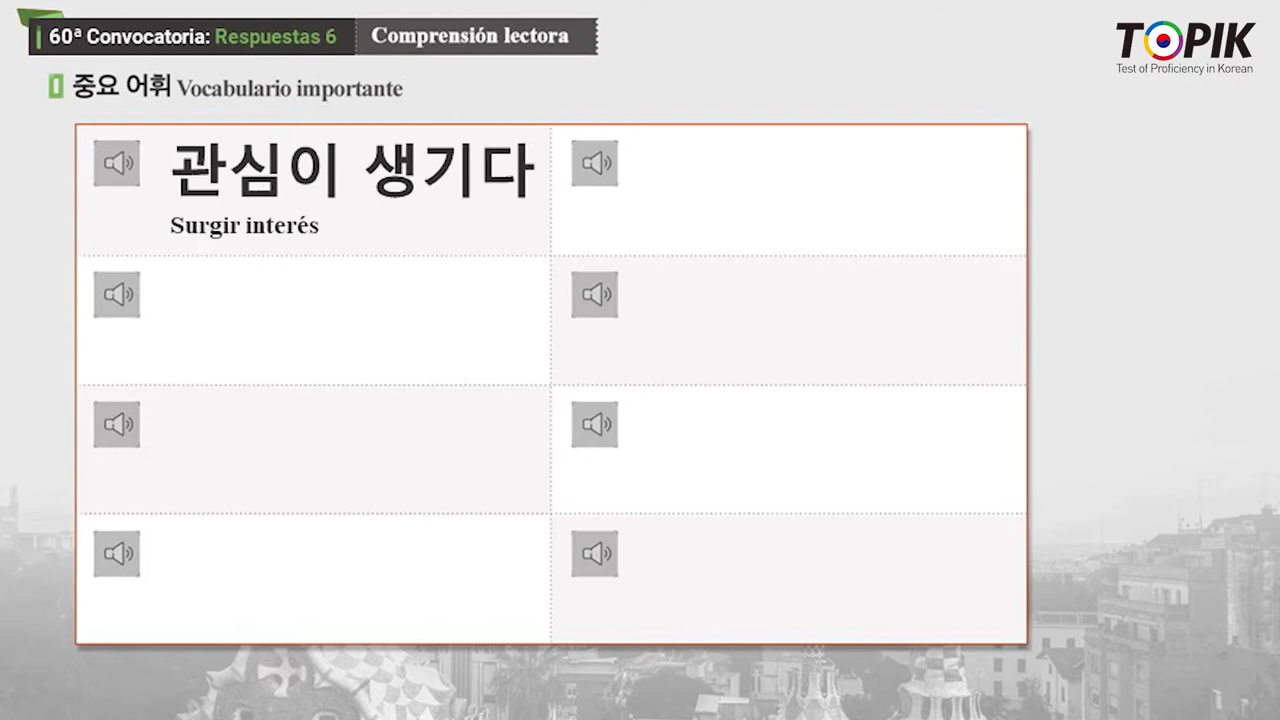 60ª Convocatoria: Respuestas 6
Comprensión lectora
TOPIK
Test of Proficiency in Korean
중요 어휘 Vocabulario importante
관심이 생기다
Surgir interés